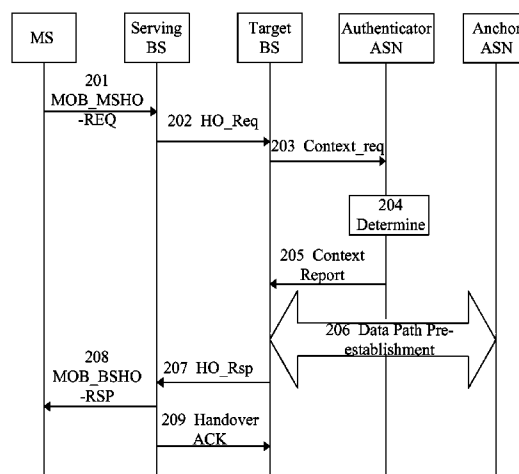 MS
Serving
BS
Target
BS
Authenticator
ASN
Anchor
ASN
201
MOB_MSHO
-REQ
202 HO_Req
203 Context_req
204
Determine
205 Context
Report
206 Data Path Pre-
establishment
207 HO_Rsp
208
MOB_BSHO
-RSP
209 Handover
ACK